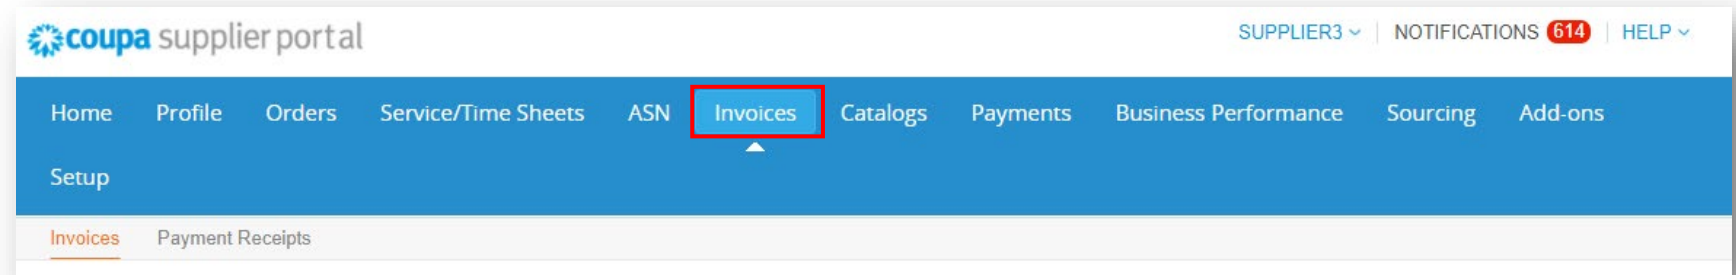 coupa supplier portal
SUPPLIER3 NOTIFICATIONS 614 HELP
Home Profile Orders Service/Time Sheets ASN Invoices Catalogs Payments Business Performance Sourcing Add-ons
Setup
Invoices Payment Receipts